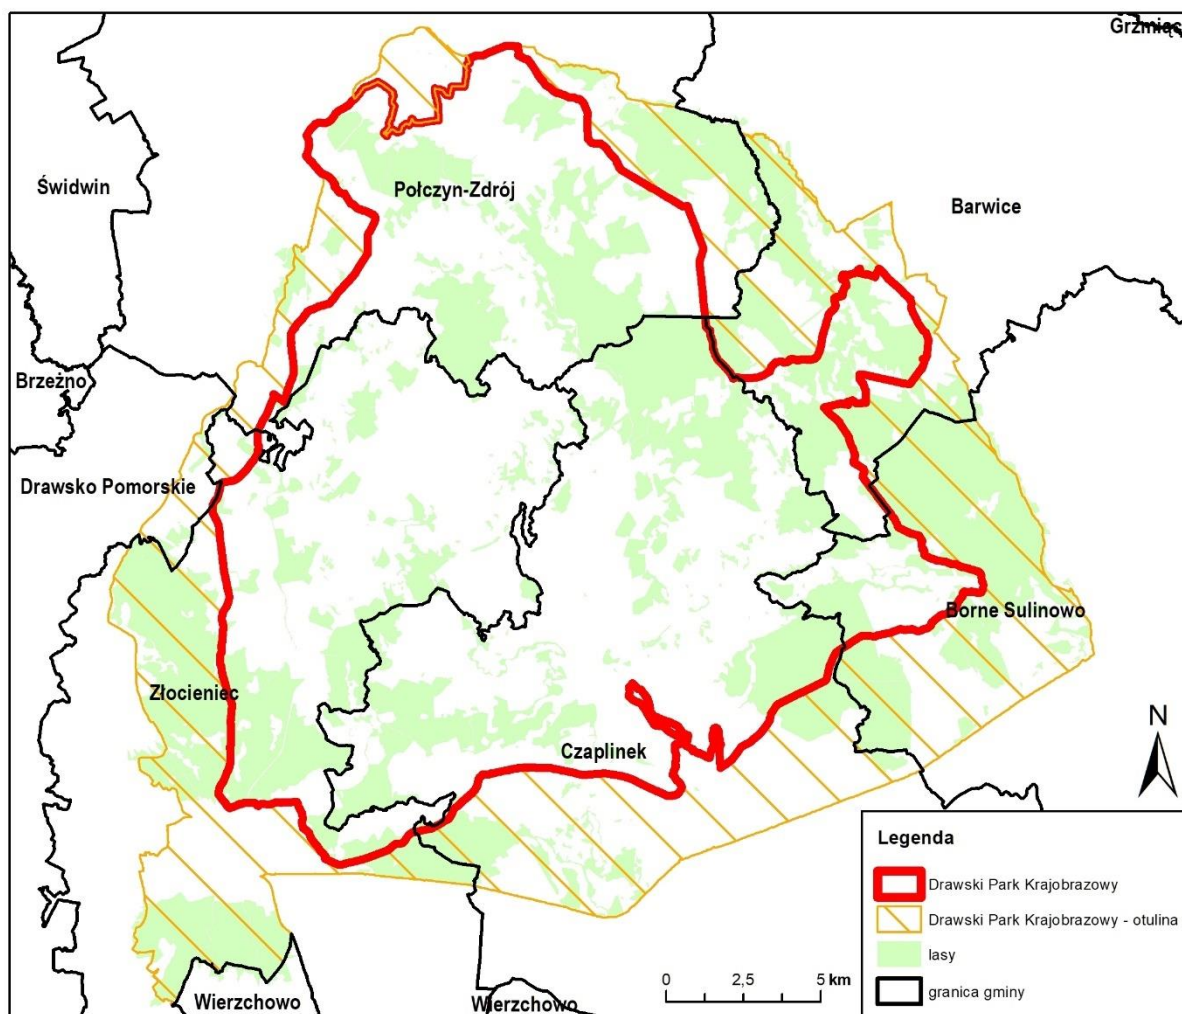 Grzmiąc
Świdwin
Połczyn-Zdrój
Barwice
Brzeżno
Drawsko Pomorskie
Borne Sulinowo
Złocieniec
Czaplinek
N
Wierzchowo
Wierzchowo
0 2,5 5 km
Legenda
Drawski Park Krajobrazowy
Drawski Park Krajobrazowy - otulina
lasy
granica gminy